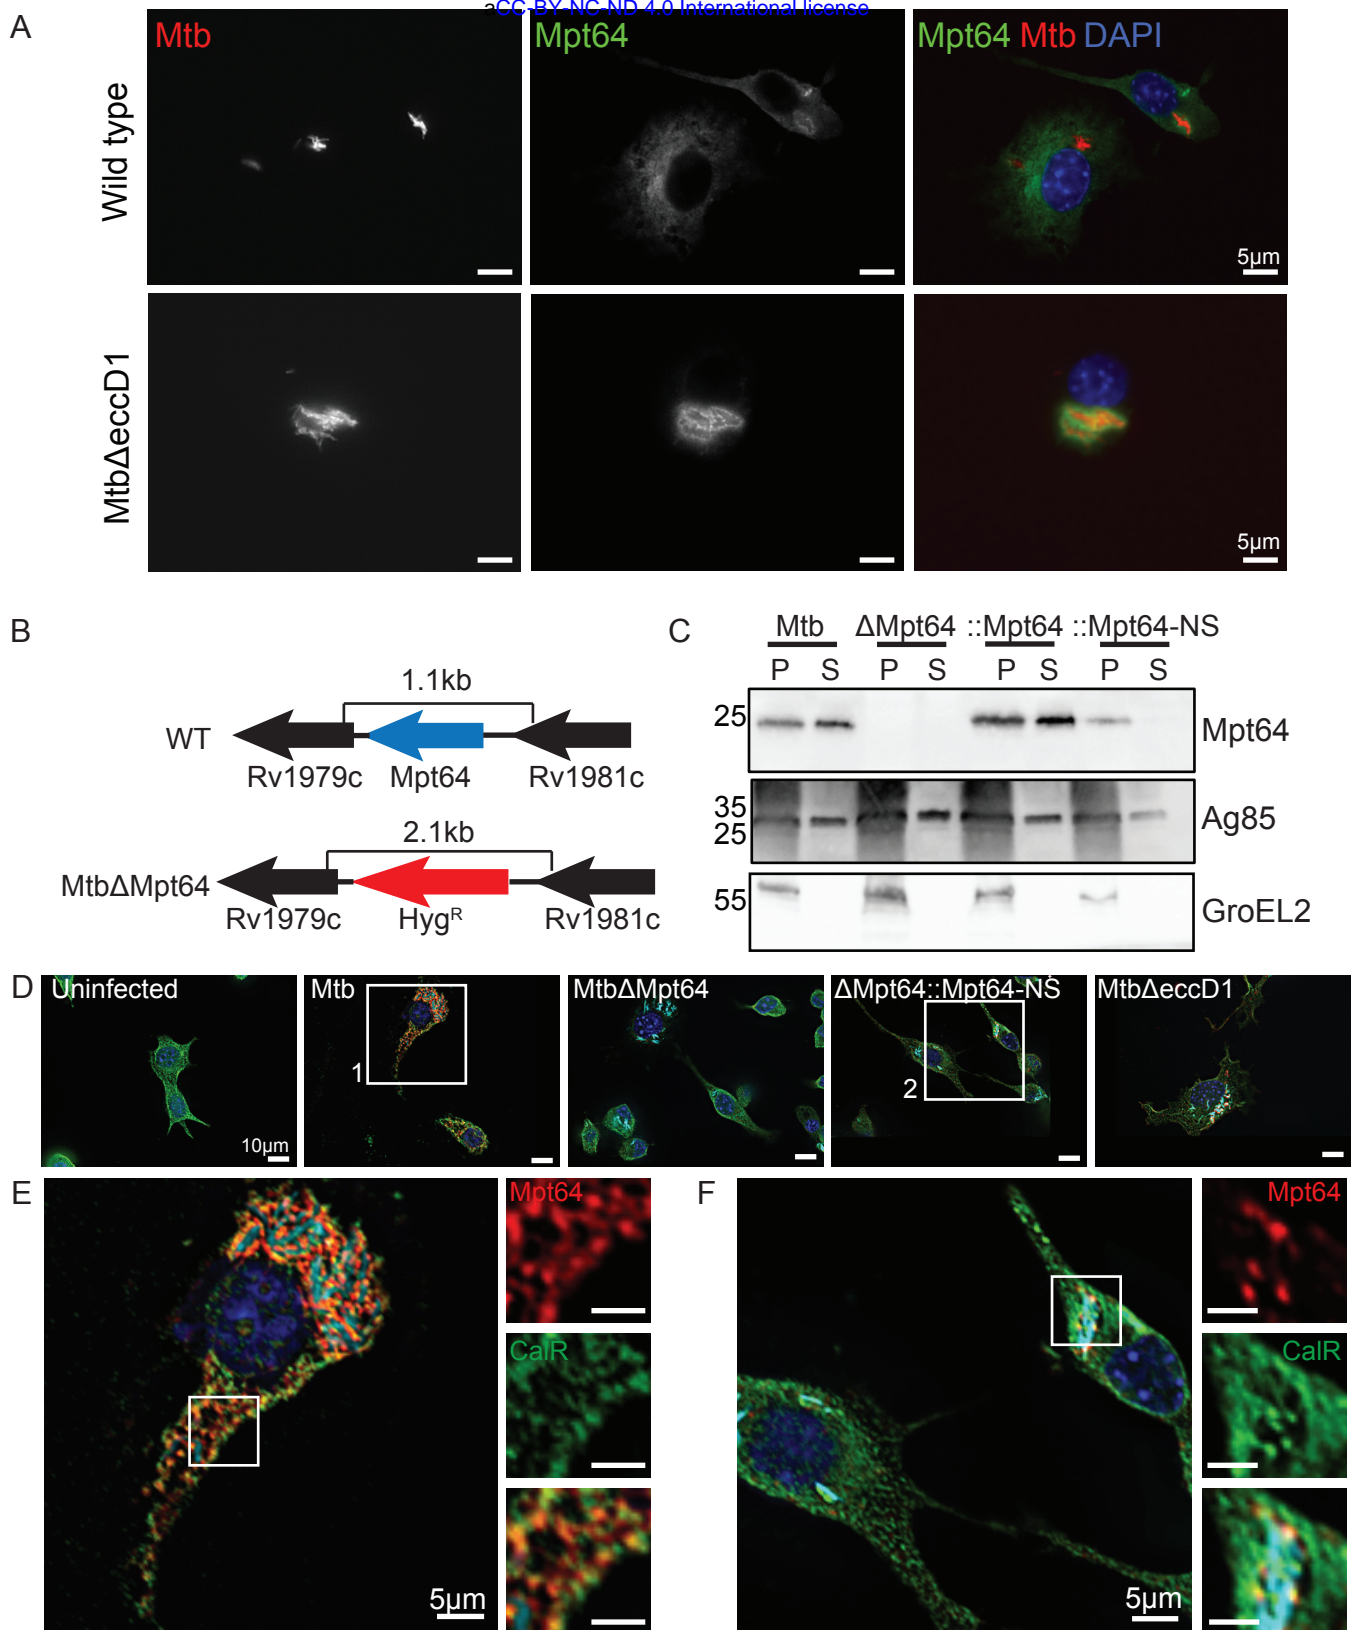 aCC-BY-NC-ND 4.0 International license
A
Mtb
Mpt64
Mpt64 Mtb DAPI
Wild type
5µm
MtbΔeccD1
5µm
B
1.1kb
WT
Rv1979c
Mpt64
Rv1981c
2.1kb
MtbΔMpt64
Rv1979c
Hygᴿ
Rv1981c
C
Mtb ΔMpt64 ::Mpt64 ::Mpt64-NS
P S P S P S P S
25
Mpt64
35
25
Ag85
55
GroEL2
D
Uninfected
10µm
Mtb
1
MtbΔMpt64
ΔMpt64::Mpt64-NS
2
MtbΔeccD1
E
5µm
Mpt64
CalR
F
5µm
Mpt64
CalR